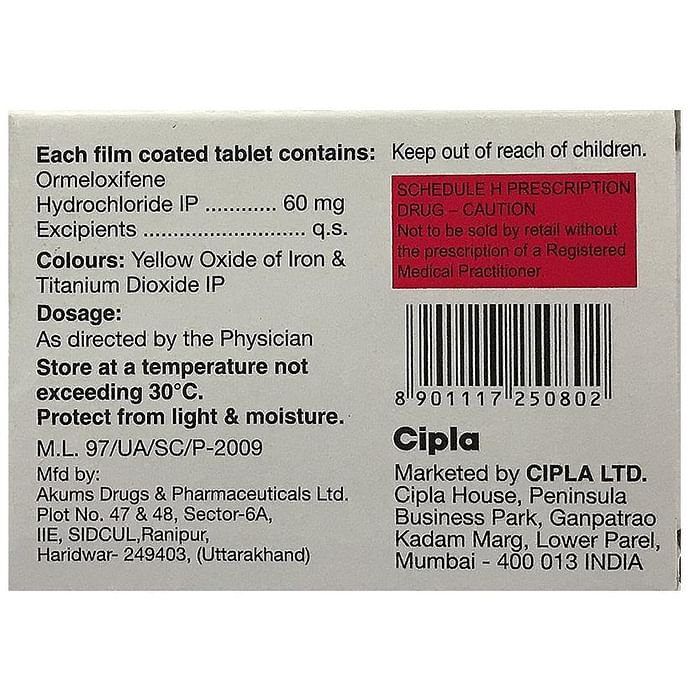 Each film coated tablet contains:
Ormeloxifene
Hydrochloride IP ............ 60 mg
Excipients ........................... q.s.
Colours: Yellow Oxide of Iron &
Titanium Dioxide IP
Dosage:
As directed by the Physician
Store at a temperature not
exceeding 30°C.
Protect from light & moisture.
M.L. 97/UA/SC/P-2009
Mfd by:
Akums Drugs & Pharmaceuticals Ltd.
Plot No. 47 & 48, Sector-6A,
IIE, SIDCUL,Ranipur,
Haridwar- 249403, (Uttarakhand)
Keep out of reach of children.
SCHEDULE H PRESCRIPTION
DRUG – CAUTION
Not to be sold by retail without
the prescription of a Registered
Medical Practitioner.
8 901117 250802
Cipla
Marketed by CIPLA LTD.
Cipla House, Peninsula
Business Park, Ganpatrao
Kadam Marg, Lower Parel,
Mumbai - 400 013 INDIA